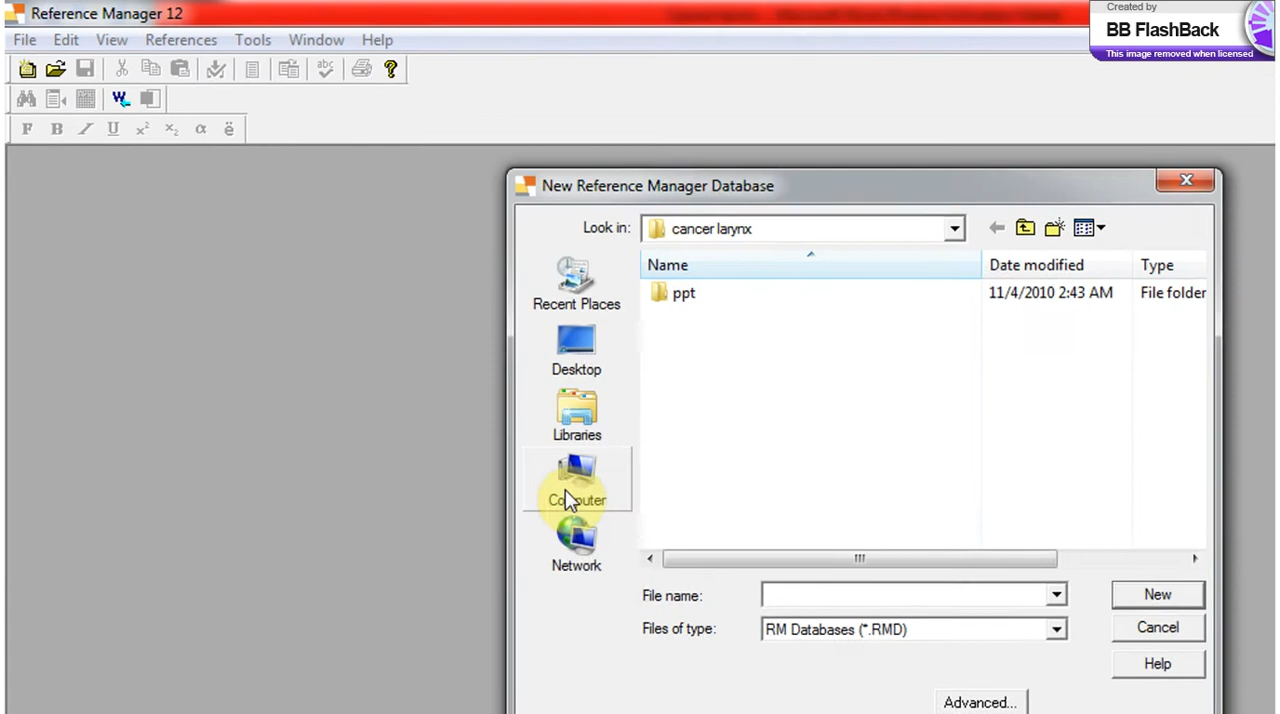 Reference Manager 12
Created by
BB FlashBack
This image removed when licensed
File Edit View References Tools Window Help
F B I U x² x₂ α ë
New Reference Manager Database
Look in: cancer larynx
Name Date modified Type
ppt 11/4/2010 2:43 AM File folder
Recent Places
Desktop
Libraries
Computer
Network
File name: New
Files of type: RM Databases (*.RMD) Cancel
Help
Advanced...